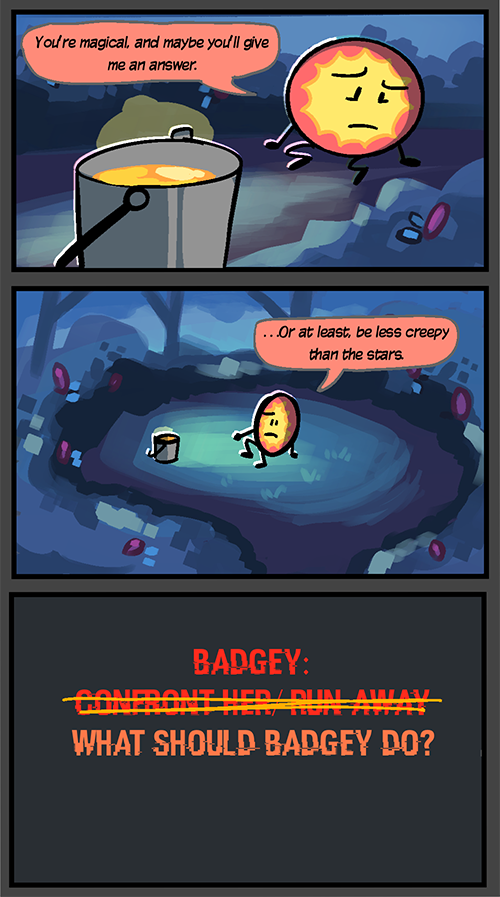 You're magical, and maybe you'll give
me an answer.
...Or at least, be less creepy
than the stars.
BADGEY:
CONFRONT HER/ RUN AWAY
WHAT SHOULD BADGEY DO?